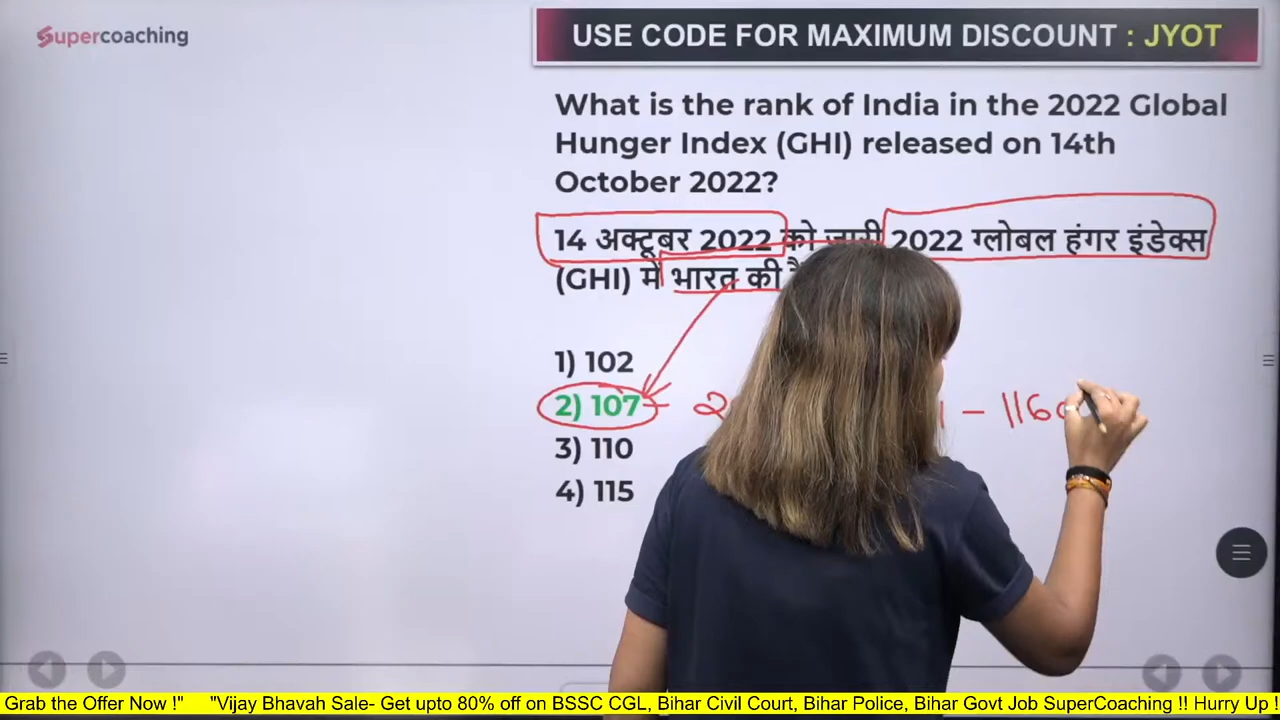 Supercoaching
USE CODE FOR MAXIMUM DISCOUNT : JYOT
What is the rank of India in the 2022 Global
Hunger Index (GHI) released on 14th
October 2022?
14 अक्टूबर 2022 को जारी 2022 ग्लोबल हंगर इंडेक्स
(GHI) में भारत की
1) 102
2) 107
3) 110
4) 115
Grab the Offer Now !" "Vijay Bhavah Sale- Get upto 80% off on BSSC CGL, Bihar Civil Court, Bihar Police, Bihar Govt Job SuperCoaching !! Hurry Up !